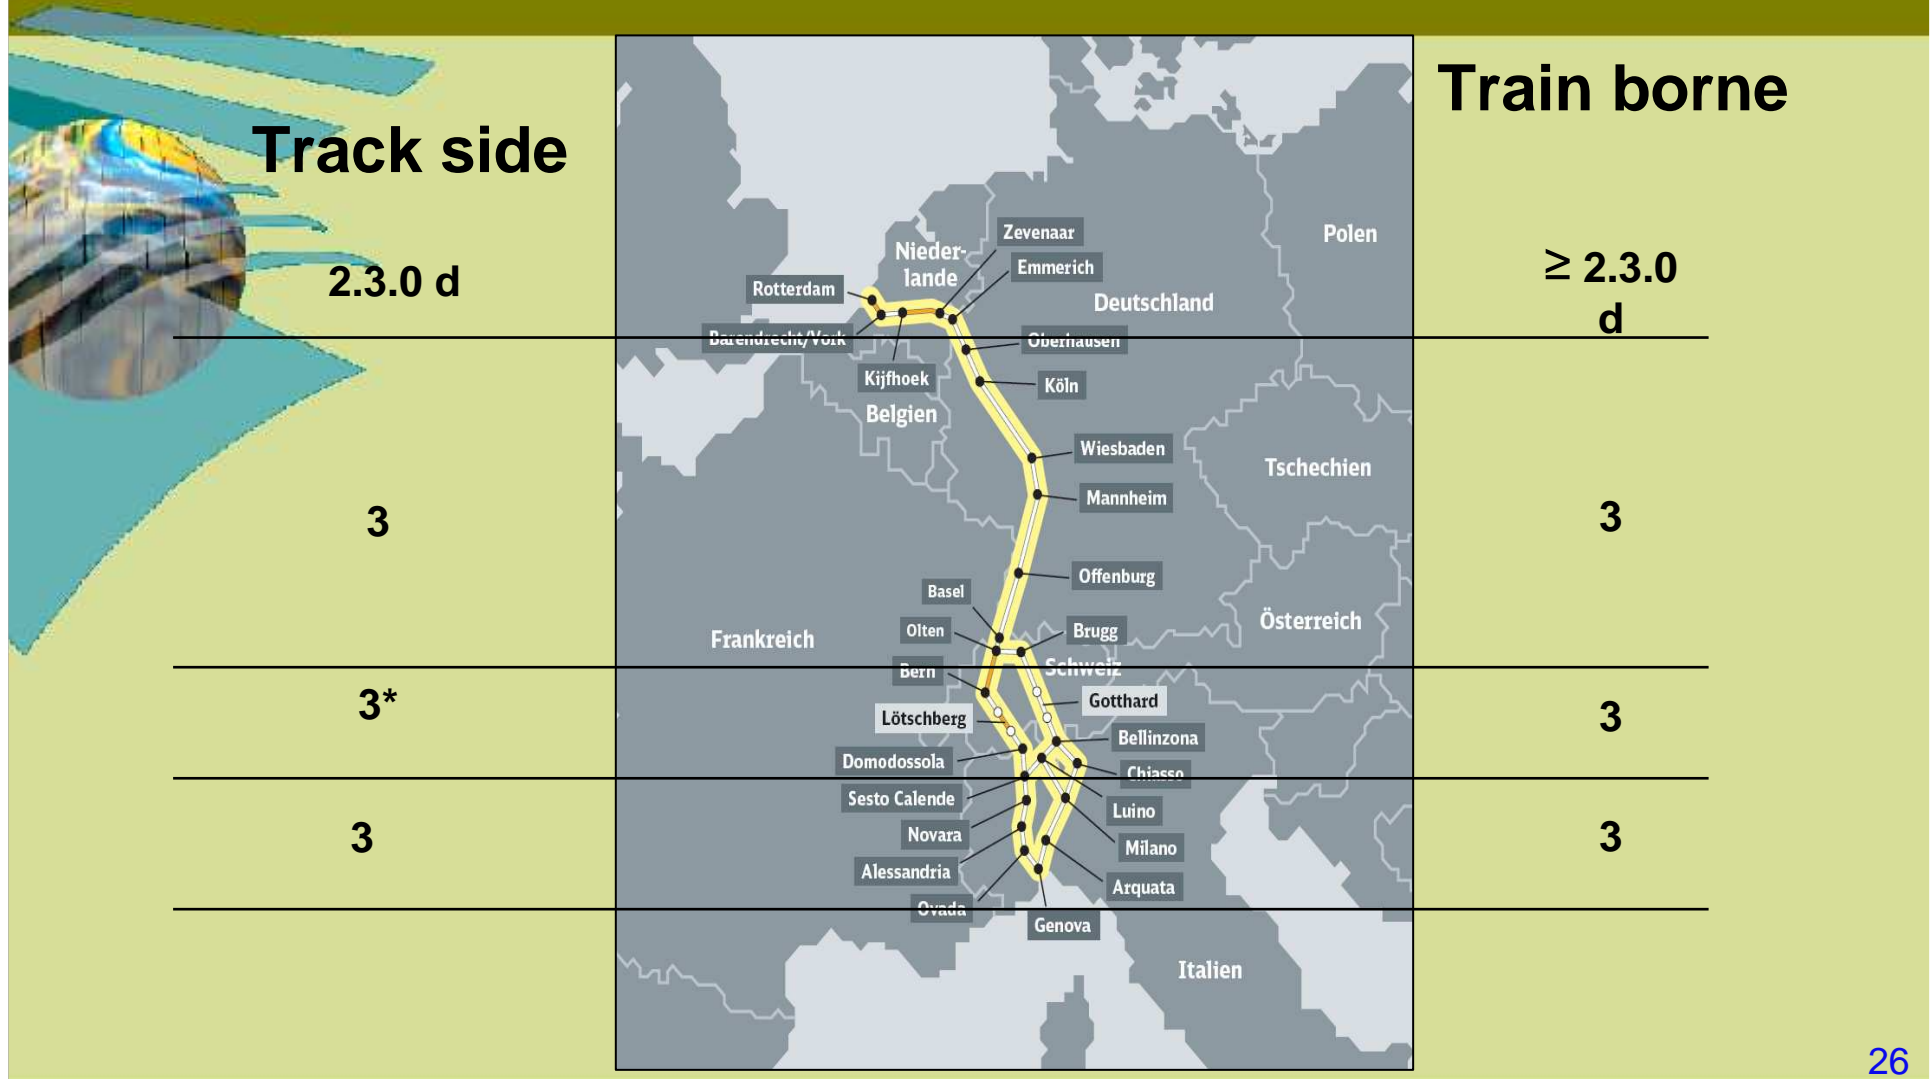 Track side
Train borne
2.3.0 d
≥ 2.3.0
d
3
3
3*
3
3
3
Zevenaar
Nieder-
lande
Emmerich
Polen
Rotterdam
Deutschland
Barendrecht/Vork
Oberhausen
Kijfhoek
Köln
Belgien
Wiesbaden
Tschechien
Mannheim
Offenburg
Basel
Olten
Brugg
Österreich
Frankreich
Schweiz
Bern
Gotthard
Lötschberg
Bellinzona
Domodossola
Chiasso
Sesto Calende
Luino
Novara
Milano
Alessandria
Arquata
Ovada
Genova
Italien
26